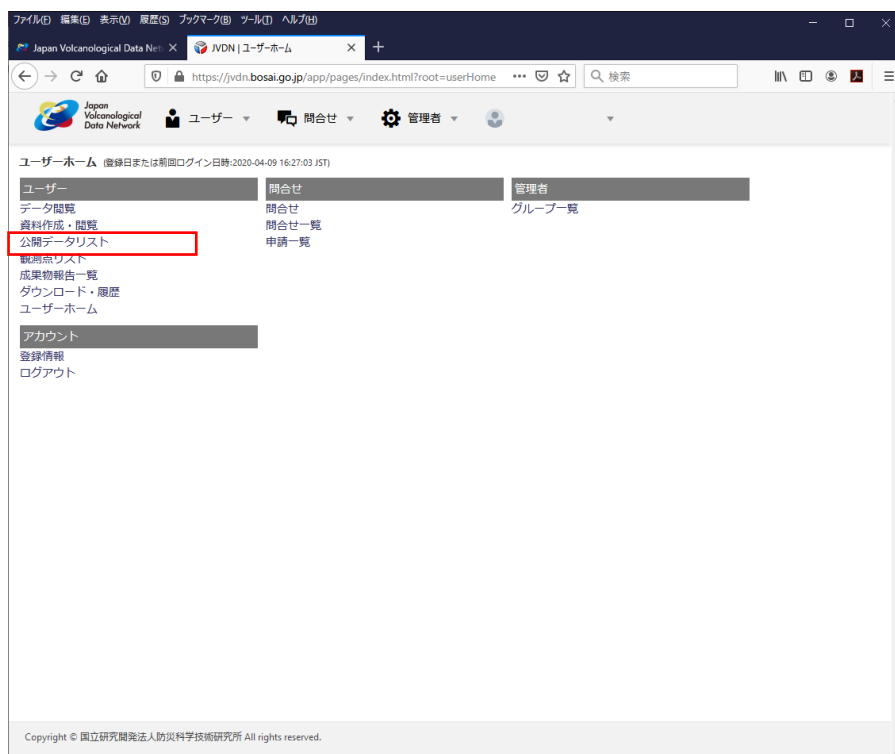 ファイル(F) 編集(E) 表示(V) 履歴(S) ブックマーク(B) ツール(T) ヘルプ(H)
Japan Volcanological Data Net
JVDN | ユーザーホーム
https://jvdn.bosai.go.jp/app/pages/index.html?root=userHome
検索
Japan
Volcanological
Data Network
ユーザー
問合せ
管理者
ユーザーホーム (登録日または前回ログイン日時:2020-04-09 16:27:03 JST)
ユーザー
データ閲覧
資料作成・閲覧
公開データリスト
観測点リスト
成果物報告一覧
ダウンロード・履歴
ユーザーホーム
問合せ
問合せ
問合せ一覧
申請一覧
管理者
グループ一覧
アカウント
登録情報
ログアウト
Copyright © 国立研究開発法人防災科学技術研究所 All rights reserved.